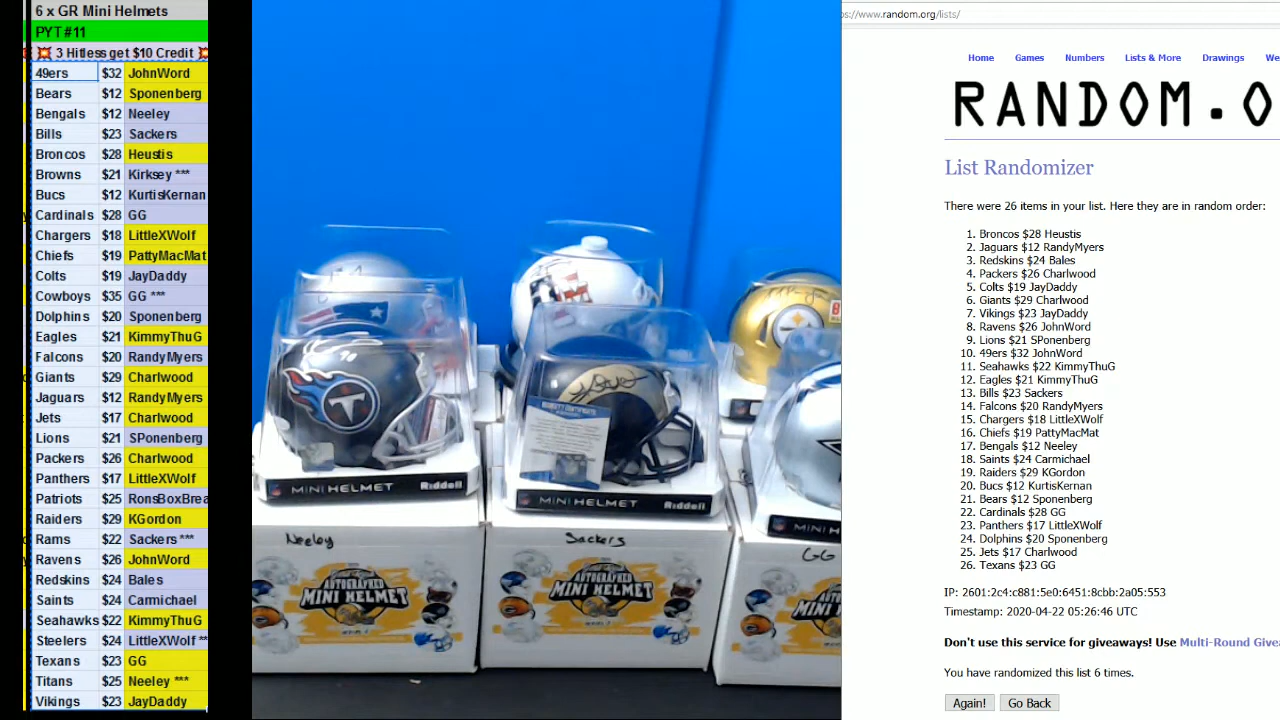 6 x GR Mini Helmets
PYT #11
3 Hitless get $10 Credit
49ers $32 JohnWord
Bears $12 Sponenberg
Bengals $12 Neeley
Bills $23 Sackers
Broncos $28 Heustis
Browns $21 Kirksey ***
Bucs $12 KurtisKernan
Cardinals $28 GG
Chargers $18 LittleXWolf
Chiefs $19 PattyMacMat
Colts $19 JayDaddy
Cowboys $35 GG ***
Dolphins $20 Sponenberg
Eagles $21 KimmyThuG
Falcons $20 RandyMyers
Giants $29 Charlwood
Jaguars $12 RandyMyers
Jets $17 Charlwood
Lions $21 SPonenberg
Packers $26 Charlwood
Panthers $17 LittleXWolf
Patriots $25 RonsBoxBrea
Raiders $29 KGordon
Rams $22 Sackers ***
Ravens $26 JohnWord
Redskins $24 Bales
Saints $24 Carmichael
Seahawks $22 KimmyThuG
Steelers $24 LittleXWolf **
Texans $23 GG
Titans $25 Neeley ***
Vikings $23 JayDaddy
MINI HELMET Riddell
MINI HELMET Riddell
MINI H
Neeley
Sackers
GG
AUTOGRAPHED
MINI HELMET
AUTOGRAPHED
MINI HELMET
s://www.random.org/lists/
Home Games Numbers Lists & More Drawings We
RANDOM.O
List Randomizer
There were 26 items in your list. Here they are in random order:
1. Broncos $28 Heustis
2. Jaguars $12 RandyMyers
3. Redskins $24 Bales
4. Packers $26 Charlwood
5. Colts $19 JayDaddy
6. Giants $29 Charlwood
7. Vikings $23 JayDaddy
8. Ravens $26 JohnWord
9. Lions $21 SPonenberg
10. 49ers $32 JohnWord
11. Seahawks $22 KimmyThuG
12. Eagles $21 KimmyThuG
13. Bills $23 Sackers
14. Falcons $20 RandyMyers
15. Chargers $18 LittleXWolf
16. Chiefs $19 PattyMacMat
17. Bengals $12 Neeley
18. Saints $24 Carmichael
19. Raiders $29 KGordon
20. Bucs $12 KurtisKernan
21. Bears $12 Sponenberg
22. Cardinals $28 GG
23. Panthers $17 LittleXWolf
24. Dolphins $20 Sponenberg
25. Jets $17 Charlwood
26. Texans $23 GG
IP: 2601:2c4:c881:5e0:6451:8cbb:2a05:553
Timestamp: 2020-04-22 05:26:46 UTC
Don't use this service for giveaways! Use Multi-Round Givea
You have randomized this list 6 times.
Again! Go Back